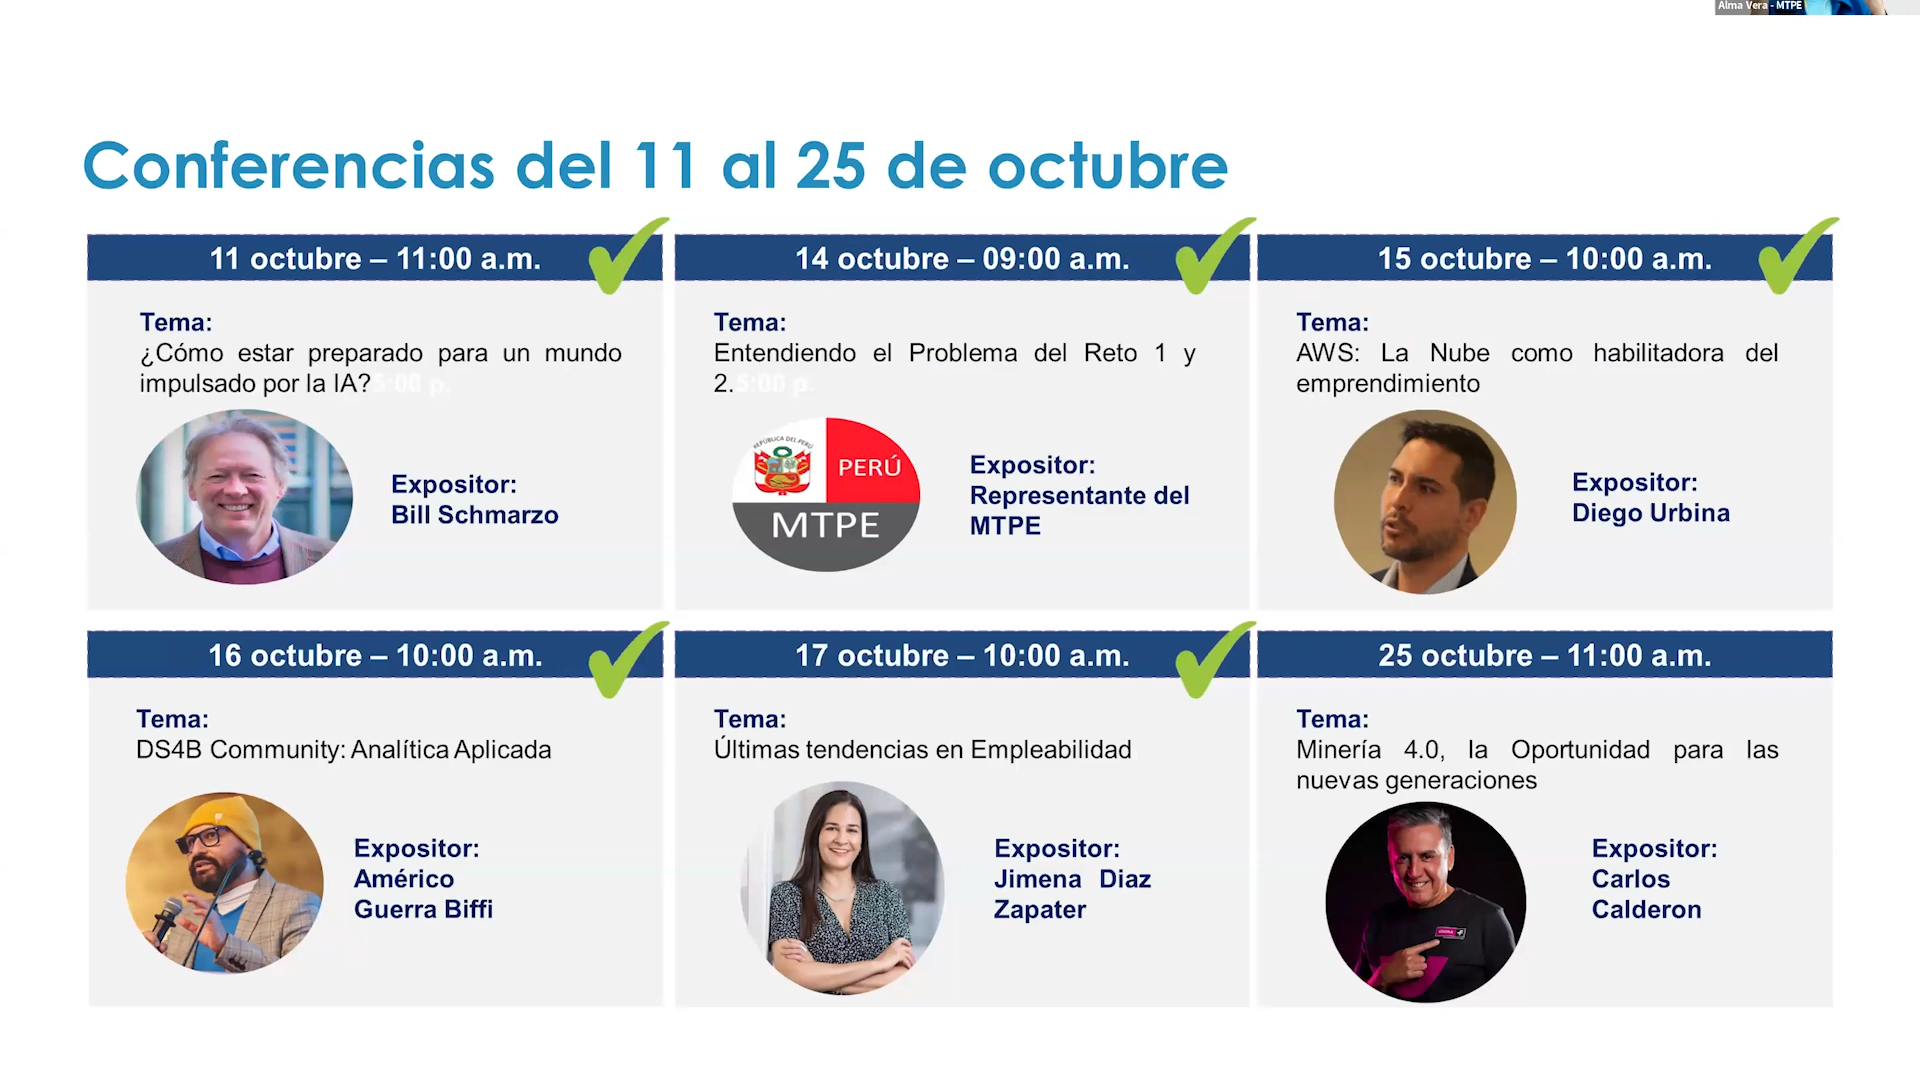 Alma Vera - MTPE
Conferencias del 11 al 25 de octubre
11 octubre – 11:00 a.m.
Tema:
¿Cómo estar preparado para un mundo
impulsado por la IA?
Expositor:
Bill Schmarzo
14 octubre – 09:00 a.m.
Tema:
Entendiendo el Problema del Reto 1 y
2.5:00 p.
REPÚBLICA DEL PERÚ
PERÚ
MTPE
Expositor:
Representante del
MTPE
15 octubre – 10:00 a.m.
Tema:
AWS: La Nube como habilitadora del
emprendimiento
Expositor:
Diego Urbina
16 octubre – 10:00 a.m.
Tema:
DS4B Community: Analítica Aplicada
Expositor:
Américo
Guerra Biffi
17 octubre – 10:00 a.m.
Tema:
Últimas tendencias en Empleabilidad
Expositor:
Jimena Diaz
Zapater
25 octubre – 11:00 a.m.
Tema:
Minería 4.0, la Oportunidad para las
nuevas generaciones
Expositor:
Carlos
Calderon